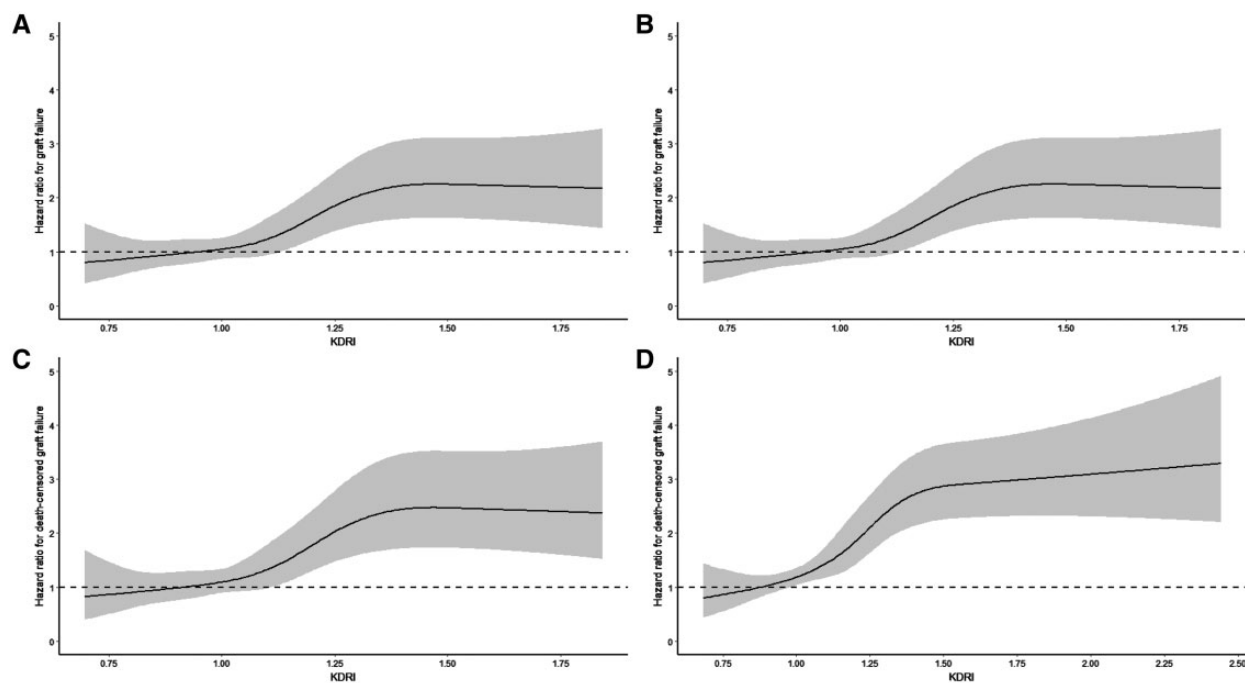 A
Hazard ratio for graft failure
5
4
3
2
1
0
0.75 1.00 1.25 1.50 1.75
KDRI
B
Hazard ratio for graft failure
5
4
3
2
1
0
0.75 1.00 1.25 1.50 1.75
KDRI
C
Hazard ratio for death-censored graft failure
5
4
3
2
1
0
0.75 1.00 1.25 1.50 1.75
KDRI
D
Hazard ratio for death-censored graft failure
5
4
3
2
1
0
0.75 1.00 1.25 1.50 1.75 2.00 2.25 2.50
KDRI